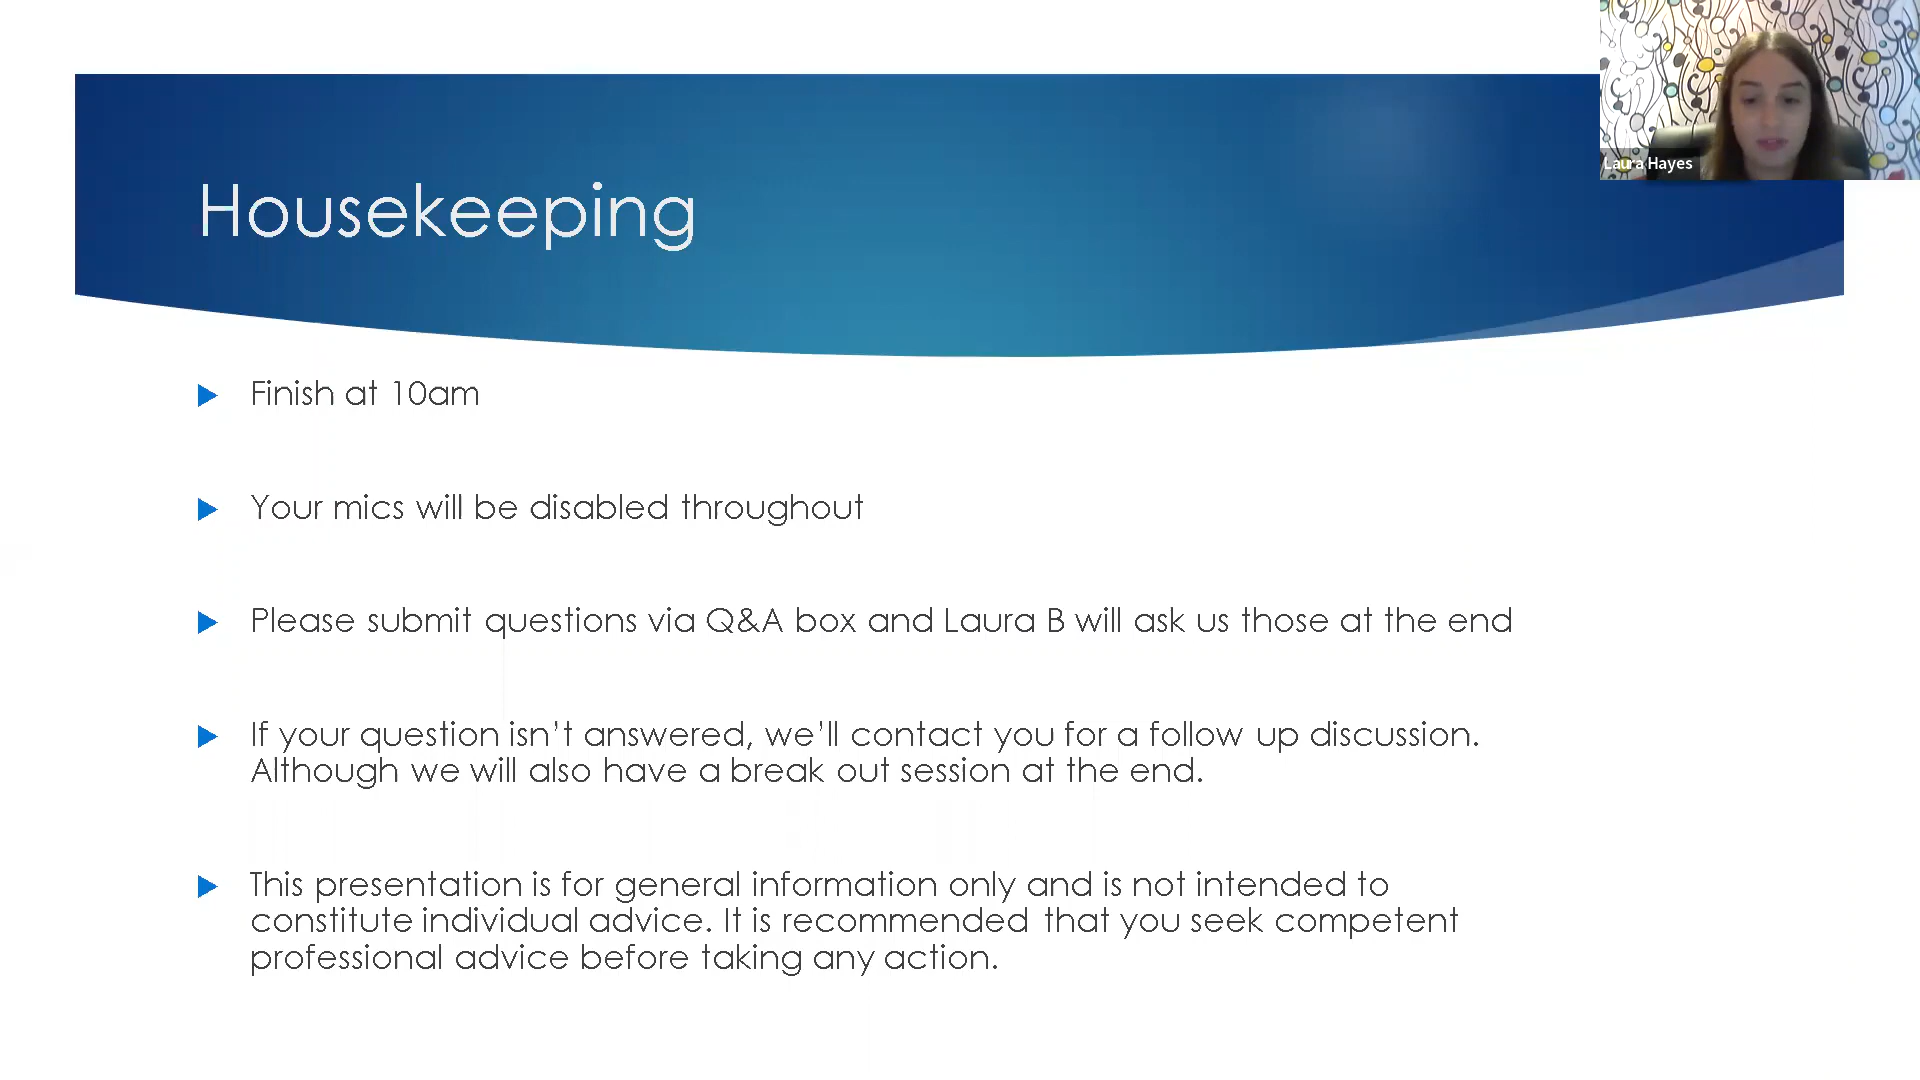 Laura Hayes
Housekeeping
Finish at 10am
Your mics will be disabled throughout
Please submit questions via Q&A box and Laura B will ask us those at the end
If your question isn’t answered, we’ll contact you for a follow up discussion.
Although we will also have a break out session at the end.
This presentation is for general information only and is not intended to
constitute individual advice. It is recommended that you seek competent
professional advice before taking any action.